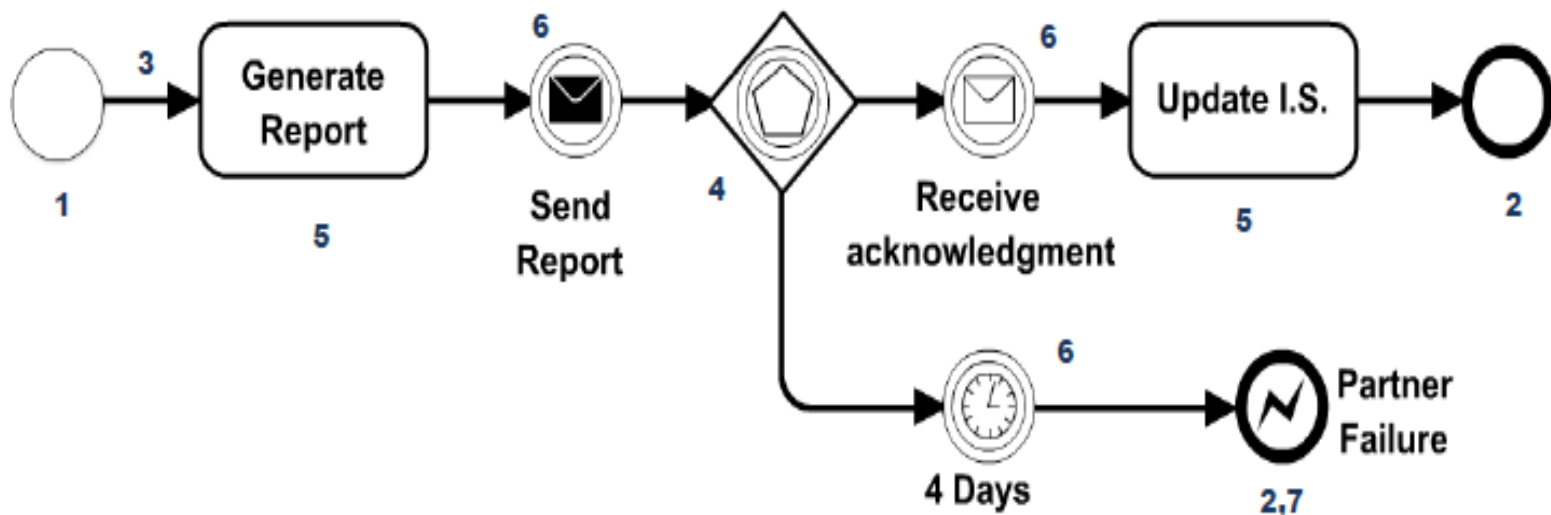 6
6
3
Generate
Report
Update I.S.
1
5
Send
Report
4
Receive
acknowledgment
5
2
6
Partner
Failure
4 Days
2,7